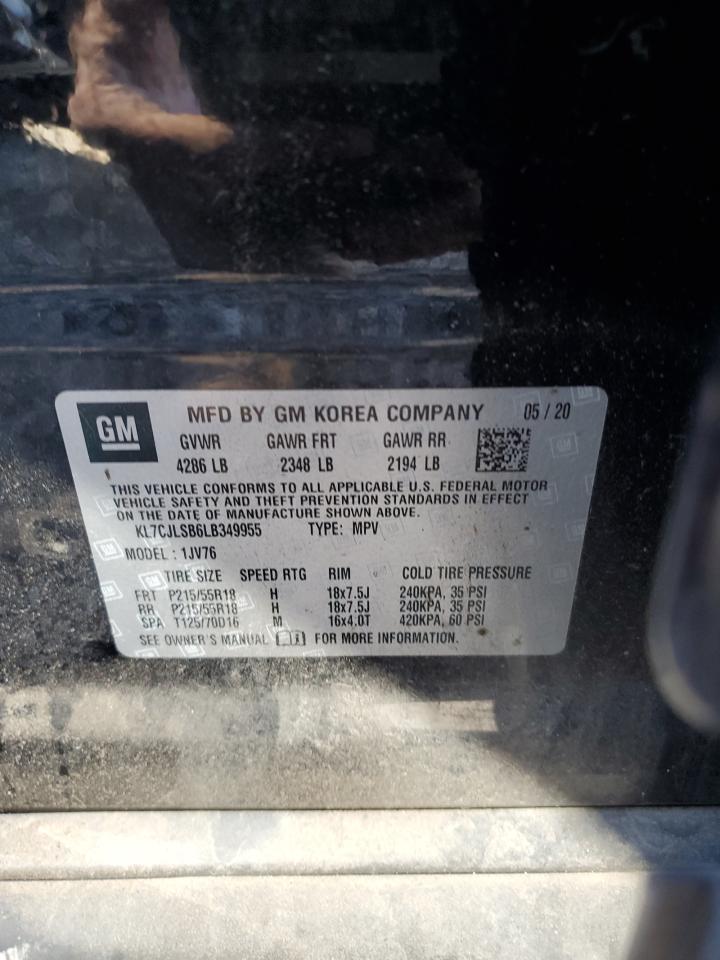 GM
MFD BY GM KOREA COMPANY 05 / 20
GVWR GAWR FRT GAWR RR
4286 LB 2348 LB 2194 LB
THIS VEHICLE CONFORMS TO ALL APPLICABLE U.S. FEDERAL MOTOR
VEHICLE SAFETY AND THEFT PREVENTION STANDARDS IN EFFECT
ON THE DATE OF MANUFACTURE SHOWN ABOVE.
KL7CJLSB6LB349955 TYPE: MPV
MODEL : 1JV76
TIRE SIZE SPEED RTG RIM COLD TIRE PRESSURE
FRT P215/55R18 H 18x7.5J 240KPA, 35 PSI
RR P215/55R18 H 18x7.5J 240KPA, 35 PSI
SPA T125/70D16 M 16x4.0T 420KPA, 60 PSI
SEE OWNER'S MANUAL FOR MORE INFORMATION.